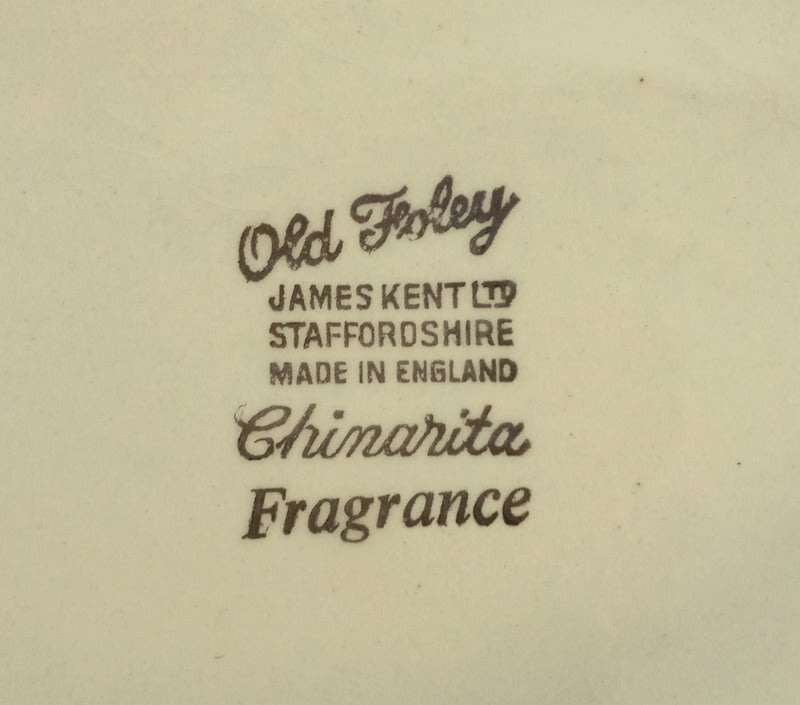 Old Foley
JAMES KENT LTD
STAFFORDSHIRE
MADE IN ENGLAND
Chinarita
Fragrance